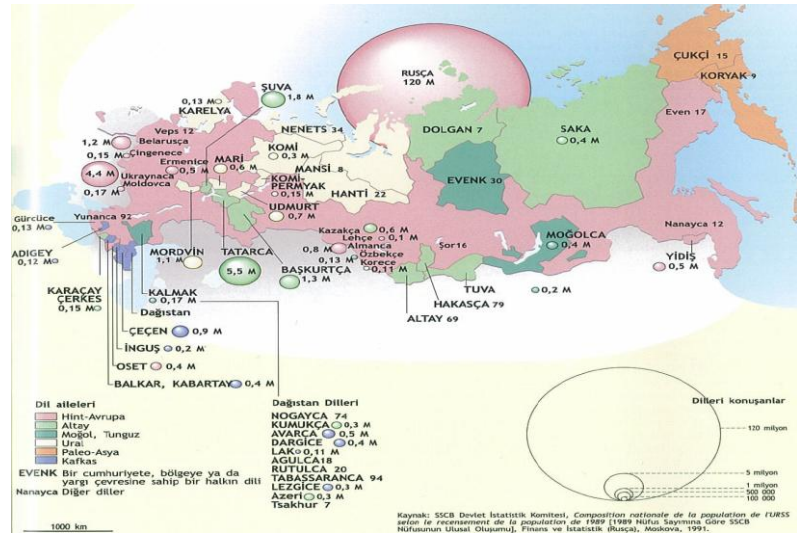 RUSÇA
120 M
ÇUKÇİ 15
KORYAK 9
Even 17
ŞUVA
1,8 M
0,13 M
KARELYA
NENETS 34
DOLGAN 7
SAKA
0,4 M
Veps 12
Belarusça
1,2 M
Çingenece
0,15 M
Ermenice
0,5 M
MARİ
0,6 M
KOMİ
0,3 M
MANSİ 8
KOMİ-
PERMYAK
0,15 M
HANTİ 22
EVENK 30
4,4 M
Ukraynaca
Moldovca
0,17 M
UDMURT
0,7 M
Gürcüce
0,13 M
Yunanca 92
Kazakça
0,6 M
Lehçe
0,1 M
Almanca
0,8 M
Özbekçe
0,13 M
Korece
0,11 M
Şor16
MOĞOLCA
0,4 M
Nanayca 12
YİDİŞ
0,5 M
ADIGEY
0,12 M
MORDVİN
1,1 M
TATARCA
5,5 M
BAŞKURTÇA
1,3 M
TUVA
0,2 M
HAKASÇA 79
ALTAY 69
KARAÇAY
ÇERKES
0,15 M
KALMAK
0,17 M
Dağıstan
ÇEÇEN 0,9 M
İNGUŞ 0,2 M
OSET 0,4 M
BALKAR, KABARTAY 0,4 M
Dil aileleri
Hint-Avrupa
Altay
Moğol, Tunguz
Ural
Paleo-Asya
Kafkas
EVENK Bir cumhuriyete, bölgeye ya da
yargı çevresine sahip bir halkın dili
Nanayca Diğer diller
1000 km
Dağıstan Dilleri
NOGAYCA 74
KUMUKÇA 0,3 M
AVARÇA 0,5 M
DARGİCE 0,4 M
LAK 0,11 M
AGULCA18
RUTULCA 20
TABASSARANCA 94
LEZGİCE 0,3 M
Azeri 0,3 M
Tsakhur 7
Dilleri konuşanlar
120 milyon
5 milyon
1 milyon
500 000
100 000
Kaynak: SSCB Devlet İstatistik Komitesi, Composition nationale de la population de l'URSS
selon le recensement de la population de 1989 [1989 Nüfus Sayımına Göre SSCB
Nüfusunun Ulusal Oluşumu], Finans ve İstatistik (Rusça), Moskova, 1991.